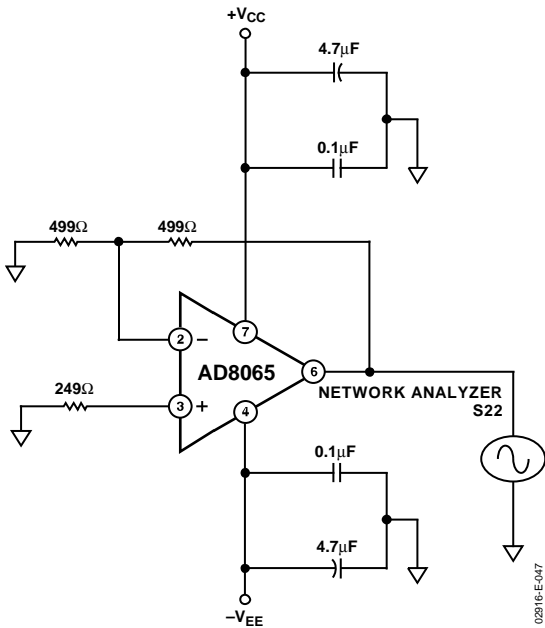 +VCC
4.7µF
0.1µF
499Ω 499Ω
2 − 7
AD8065 6
NETWORK ANALYZER
S22
249Ω
3 + 4
0.1µF
4.7µF
−VEE
02916-E-047